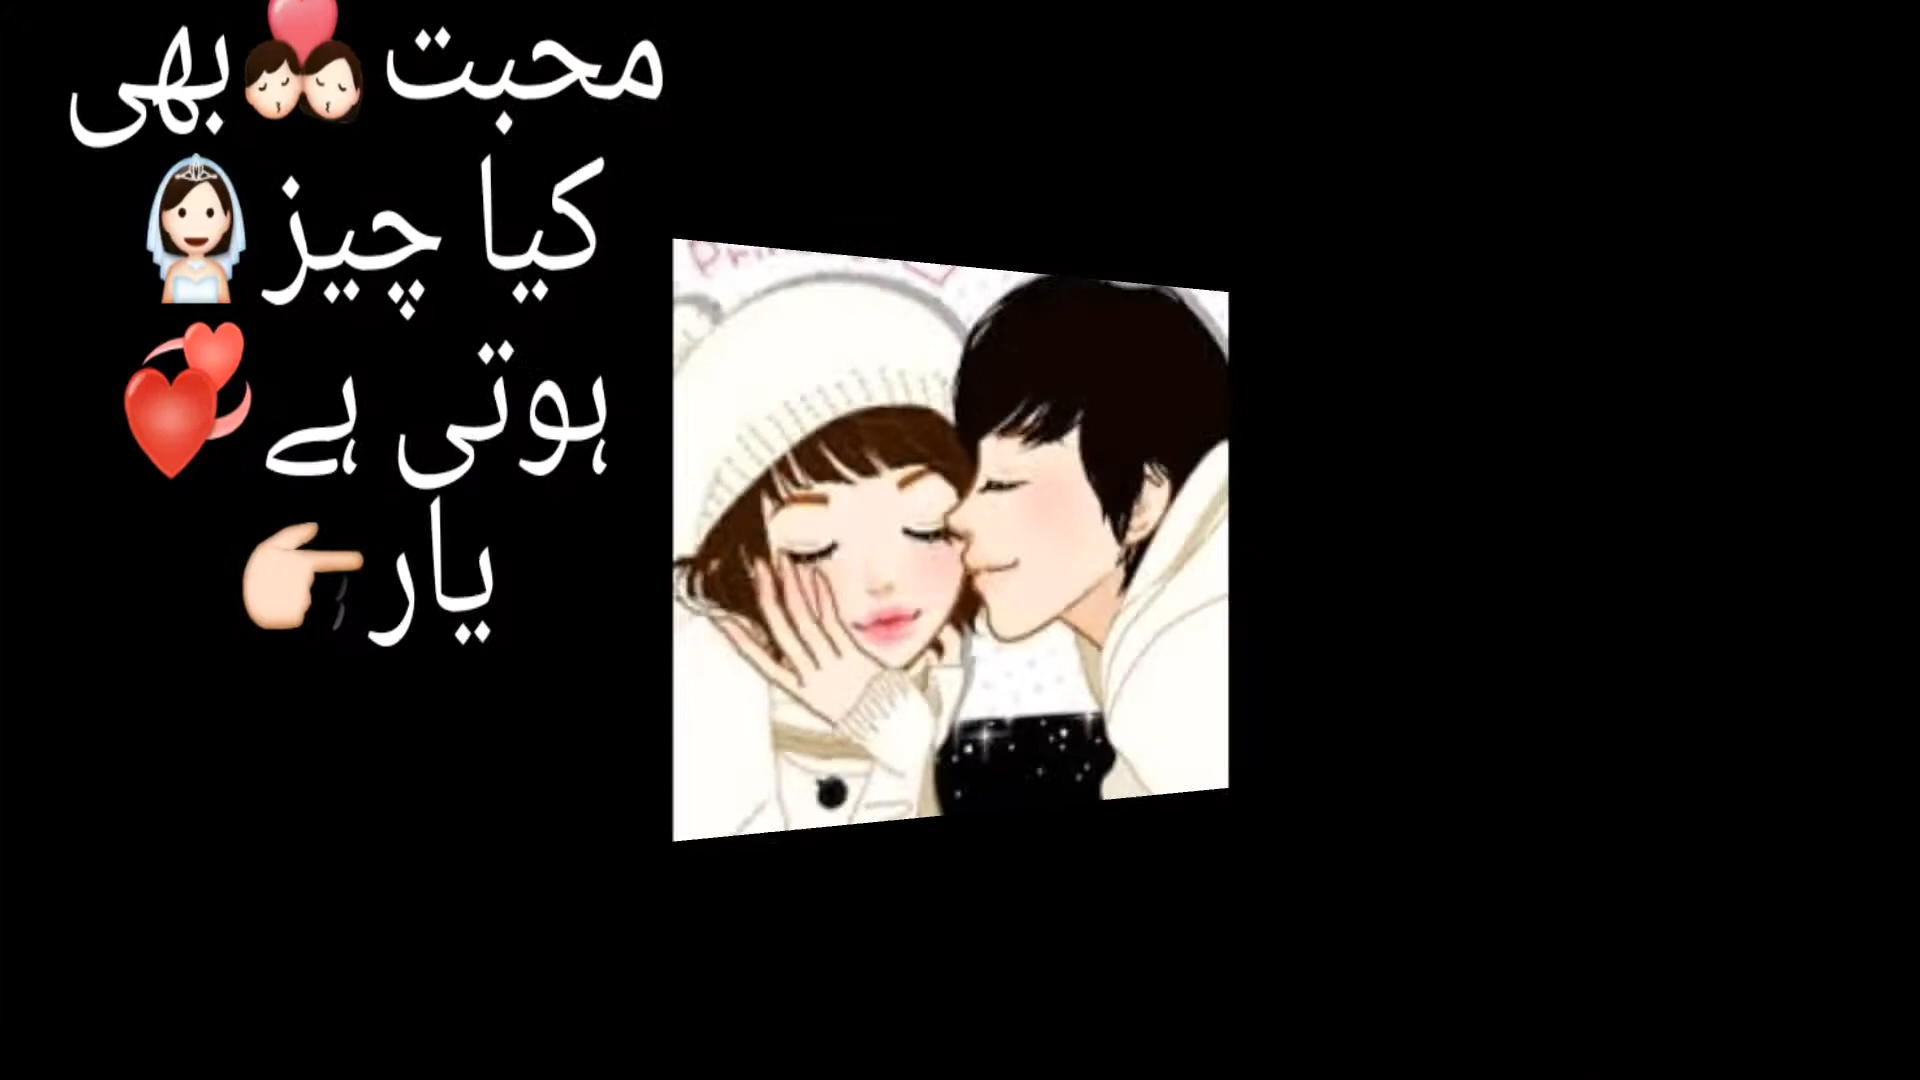 محبت💏بھی
کیا چیز👰
ہوتی ہے💞
یار👉